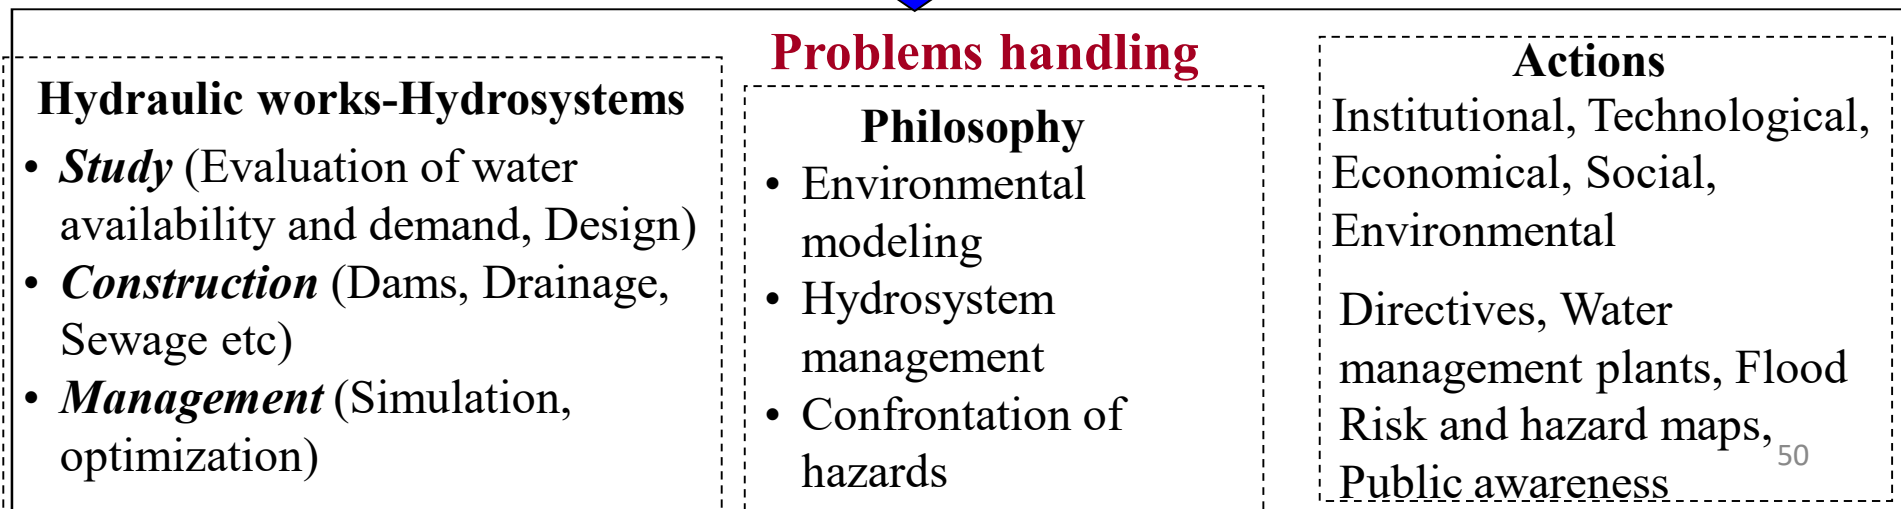 Problems handling
Hydraulic works-Hydrosystems
• Study (Evaluation of water
availability and demand, Design)
• Construction (Dams, Drainage,
Sewage etc)
• Management (Simulation,
optimization)
Philosophy
• Environmental
modeling
• Hydrosystem
management
• Confrontation of
hazards
Actions
Institutional, Technological,
Economical, Social,
Environmental
Directives, Water
management plants, Flood
Risk and hazard maps,
Public awareness
50